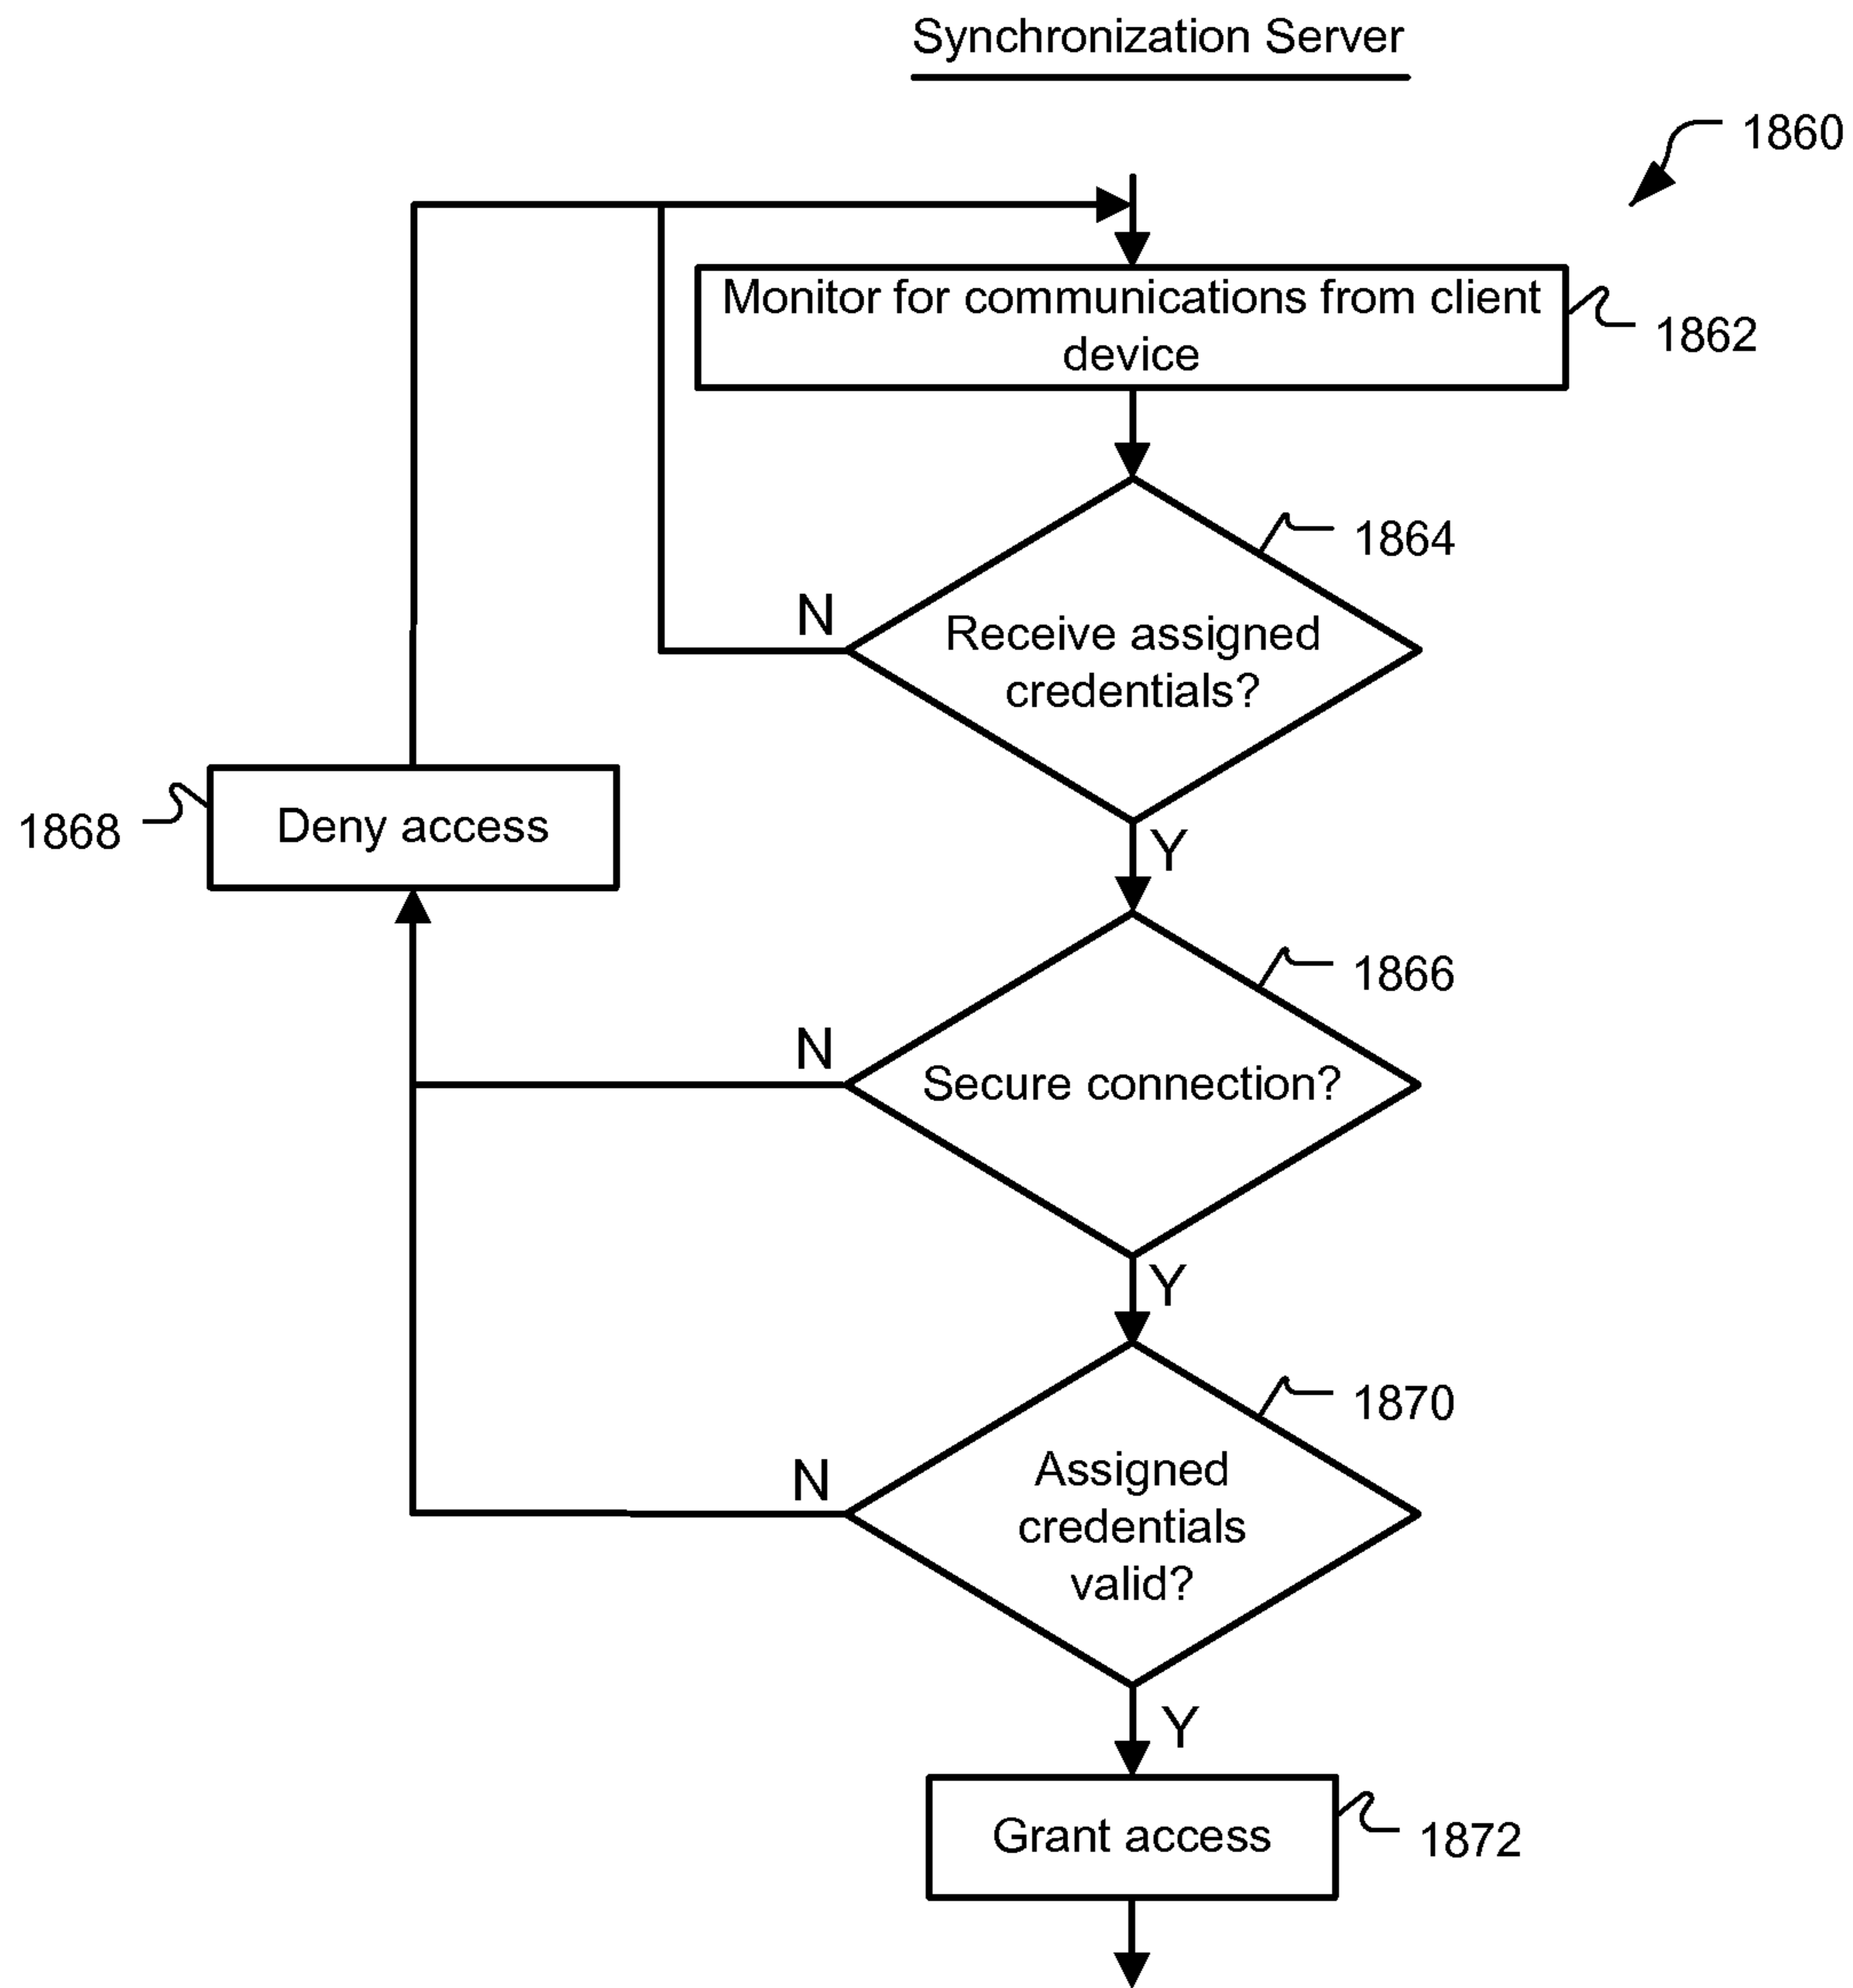 Synchronization Server
1860
Monitor for communications from client
device
1862
1864
N
Receive assigned
credentials?
1868
Deny access
Y
1866
N
Secure connection?
Y
1870
N
Assigned
credentials
valid?
Y
Grant access
1872